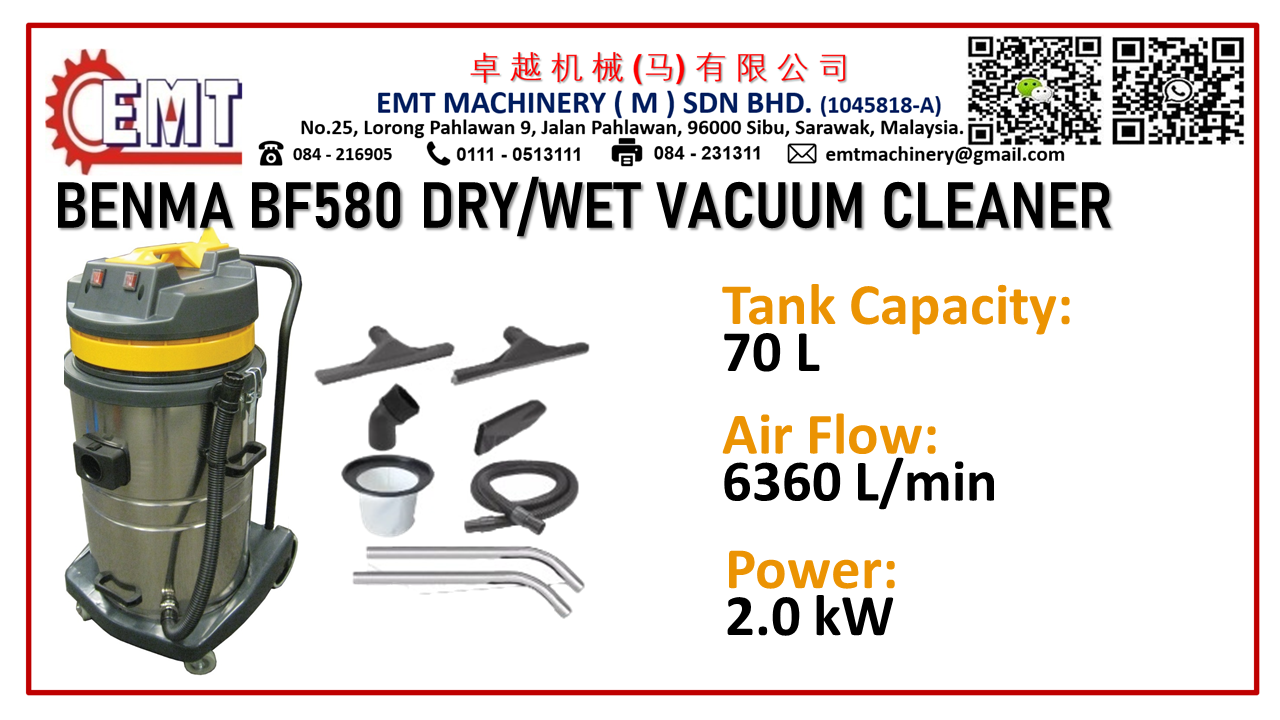 EMT
卓越机械(马)有限公司
EMT MACHINERY ( M ) SDN BHD. (1045818-A)
No.25, Lorong Pahlawan 9, Jalan Pahlawan, 96000 Sibu, Sarawak, Malaysia.
084 - 216905 0111 - 0513111 084 - 231311 emtmachinery@gmail.com
BENMA BF580 DRY/WET VACUUM CLEANER
Tank Capacity:
70 L
Air Flow:
6360 L/min
Power:
2.0 kW